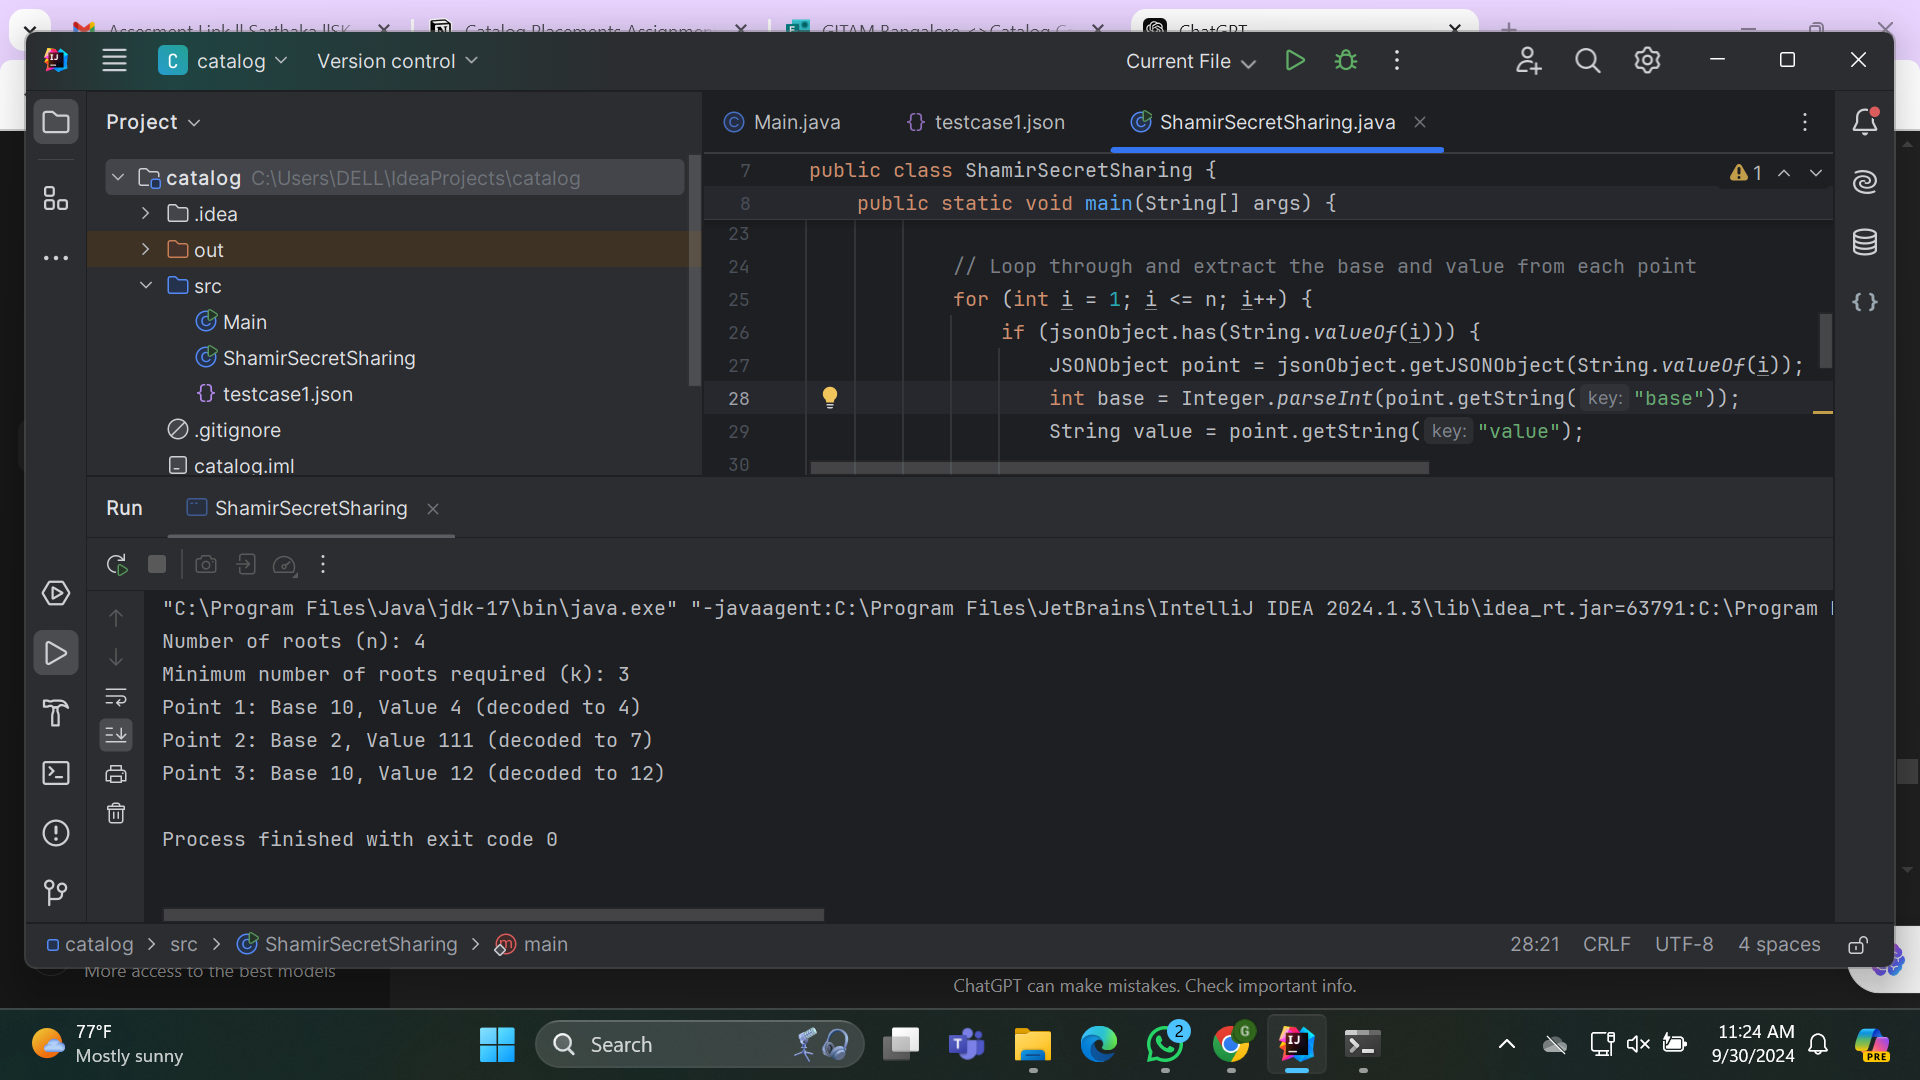 Assesment Link || Sarthaka ||SK
Catalog Placements Assignmen
GITAM Bangalore <>Catalog C
ChatGPT
C catalog
Version control
Current File
Project
Main.java
testcase1.json
ShamirSecretSharing.java
catalog C:\Users\DELL\IdeaProjects\catalog
.idea
out
src
Main
ShamirSecretSharing
testcase1.json
.gitignore
catalog.iml
7 public class ShamirSecretSharing {
1
8 public static void main(String[] args) {
23
24 // Loop through and extract the base and value from each point
25 for (int i = 1; i <= n; i++) {
26 if (jsonObject.has(String.valueOf(i))) {
27 JSONObject point = jsonObject.getJSONObject(String.valueOf(i));
28 int base = Integer.parseInt(point.getString( key: "base"));
29 String value = point.getString( key: "value");
30
Run
ShamirSecretSharing
"C:\Program Files\Java\jdk-17\bin\java.exe" "-javaagent:C:\Program Files\JetBrains\IntelliJ IDEA 2024.1.3\lib\idea_rt.jar=63791:C:\Program
Number of roots (n): 4
Minimum number of roots required (k): 3
Point 1: Base 10, Value 4 (decoded to 4)
Point 2: Base 2, Value 111 (decoded to 7)
Point 3: Base 10, Value 12 (decoded to 12)
Process finished with exit code 0
catalog > src > ShamirSecretSharing > main
28:21 CRLF UTF-8 4 spaces
More access to the best models
ChatGPT can make mistakes. Check important info.
77°F
Mostly sunny
Search
2
G
11:24 AM
9/30/2024
PRE